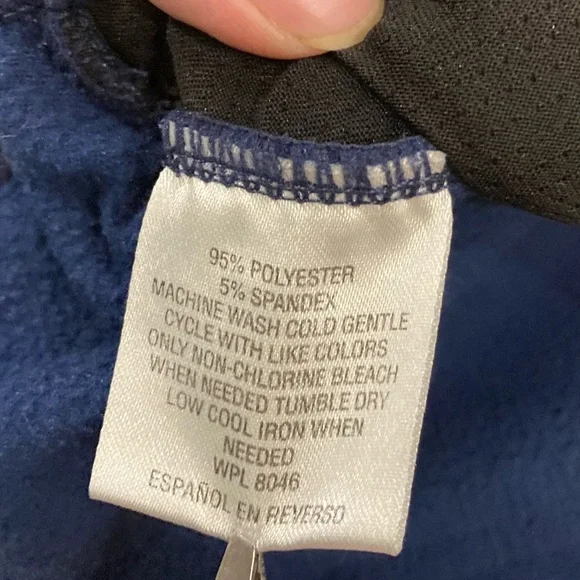 95% POLYESTER
5% SPANDEX
MACHINE WASH COLD GENTLE
CYCLE WITH LIKE COLORS
ONLY NON-CHLORINE BLEACH
WHEN NEEDED TUMBLE DRY
LOW COOL IRON WHEN
NEEDED
WPL 8046
ESPAÑOL EN REVERSO